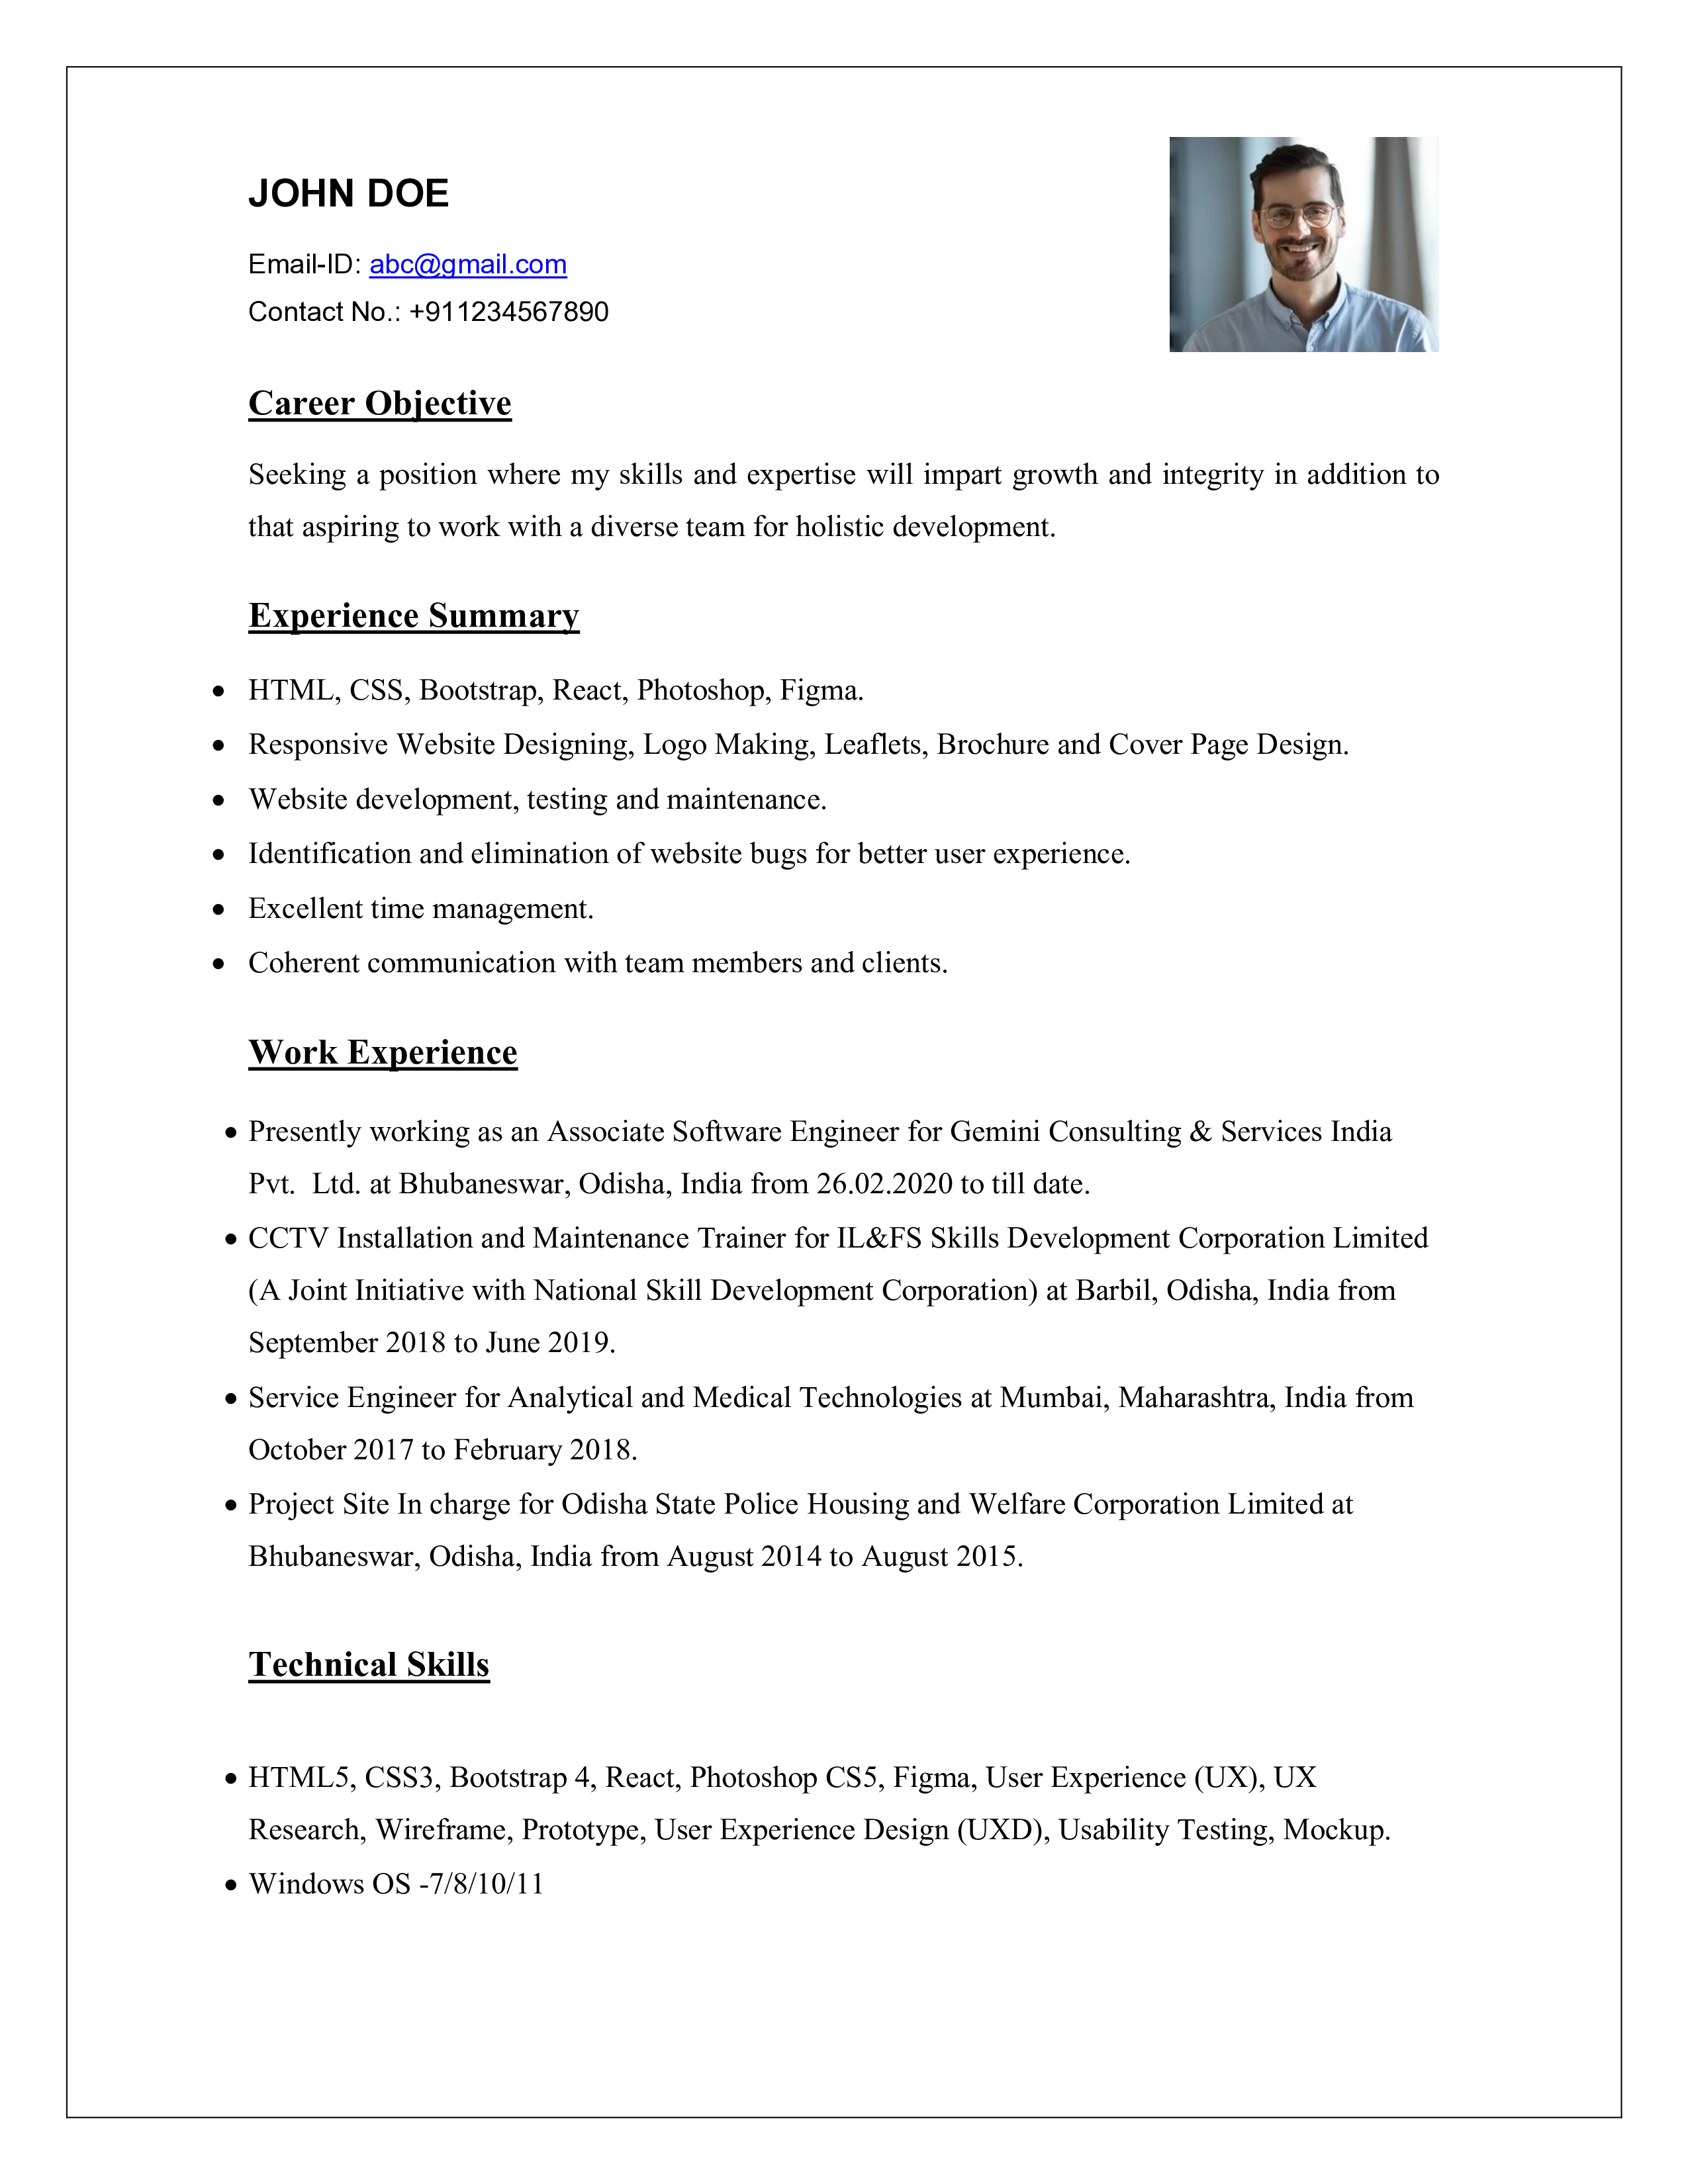 JOHN DOE
Email-ID: abc@gmail.com
Contact No.: +911234567890
Career Objective
Seeking a position where my skills and expertise will impart growth and integrity in addition to
that aspiring to work with a diverse team for holistic development.
Experience Summary
• HTML, CSS, Bootstrap, React, Photoshop, Figma.
• Responsive Website Designing, Logo Making, Leaflets, Brochure and Cover Page Design.
• Website development, testing and maintenance.
• Identification and elimination of website bugs for better user experience.
• Excellent time management.
• Coherent communication with team members and clients.
Work Experience
• Presently working as an Associate Software Engineer for Gemini Consulting & Services India
Pvt.  Ltd. at Bhubaneswar, Odisha, India from 26.02.2020 to till date.
• CCTV Installation and Maintenance Trainer for IL&FS Skills Development Corporation Limited
(A Joint Initiative with National Skill Development Corporation) at Barbil, Odisha, India from
September 2018 to June 2019.
• Service Engineer for Analytical and Medical Technologies at Mumbai, Maharashtra, India from
October 2017 to February 2018.
• Project Site In charge for Odisha State Police Housing and Welfare Corporation Limited at
Bhubaneswar, Odisha, India from August 2014 to August 2015.
Technical Skills
• HTML5, CSS3, Bootstrap 4, React, Photoshop CS5, Figma, User Experience (UX), UX
Research, Wireframe, Prototype, User Experience Design (UXD), Usability Testing, Mockup.
• Windows OS -7/8/10/11